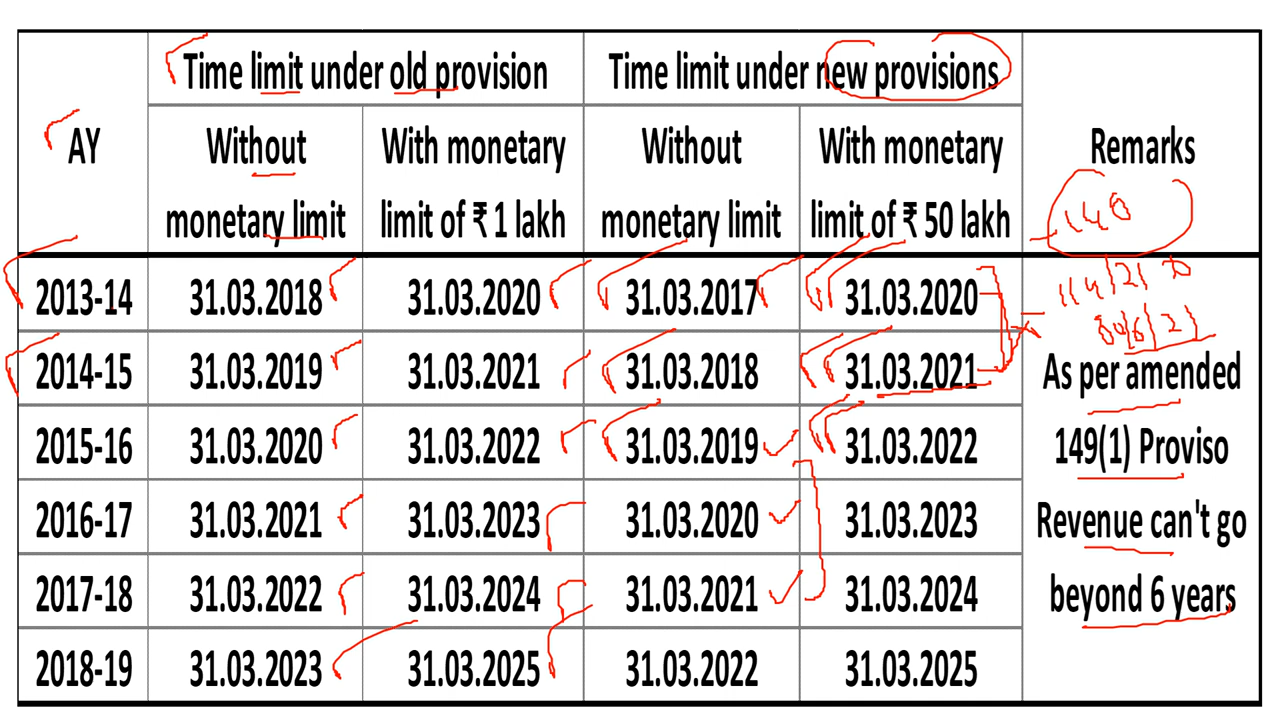 Time limit under old provision Time limit under new provisions
AY Without monetary limit With monetary limit of ₹ 1 lakh Without monetary limit With monetary limit of ₹ 50 lakh Remarks
148
2013-14 31.03.2018 31.03.2020 31.03.2017 31.03.2020
1/4/21
30/6/21
2014-15 31.03.2019 31.03.2021 31.03.2018 31.03.2021 As per amended
2015-16 31.03.2020 31.03.2022 31.03.2019 31.03.2022 149(1) Proviso
2016-17 31.03.2021 31.03.2023 31.03.2020 31.03.2023 Revenue can't go
2017-18 31.03.2022 31.03.2024 31.03.2021 31.03.2024 beyond 6 years
2018-19 31.03.2023 31.03.2025 31.03.2022 31.03.2025